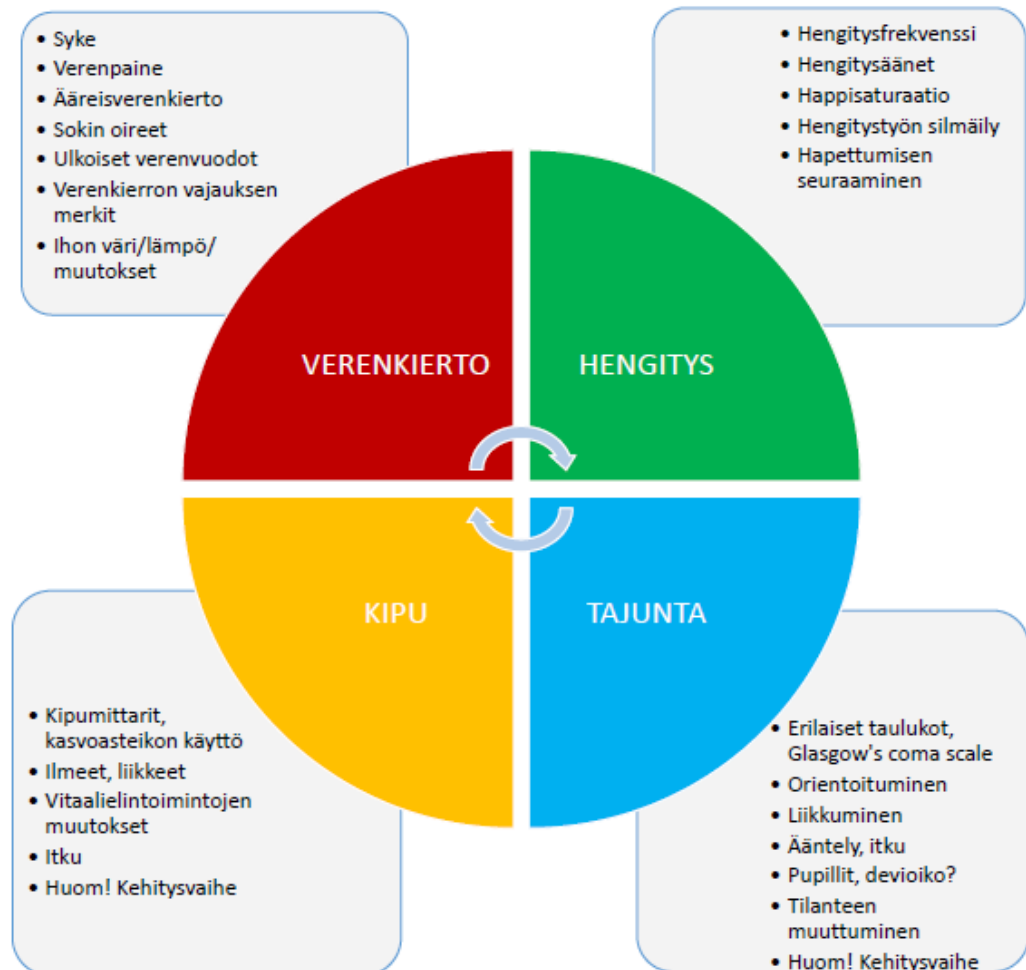 • Syke
• Verenpaine
• Ääreisverenkierto
• Sokin oireet
• Ulkoiset verenvuodot
• Verenkierron vajauksen
merkit
• Ihon väri/lämpö/
muutokset
• Hengitysfrekvenssi
• Hengitysäänet
• Happisaturaatio
• Hengitystyön silmäily
• Hapettumisen
seuraaminen
VERENKIERTO
HENGITYS
KIPU
TAJUNTA
• Kipumittarit,
kasvoasteikon käyttö
• Ilmeet, liikkeet
• Vitaalielintoimintojen
muutokset
• Itku
• Huom! Kehitysvaihe
• Erilaiset taulukot,
Glasgow's coma scale
• Orientoituminen
• Liikkuminen
• Ääntely, itku
• Pupillit, devioiko?
• Tilanteen
muuttuminen
• Huom! Kehitysvaihe